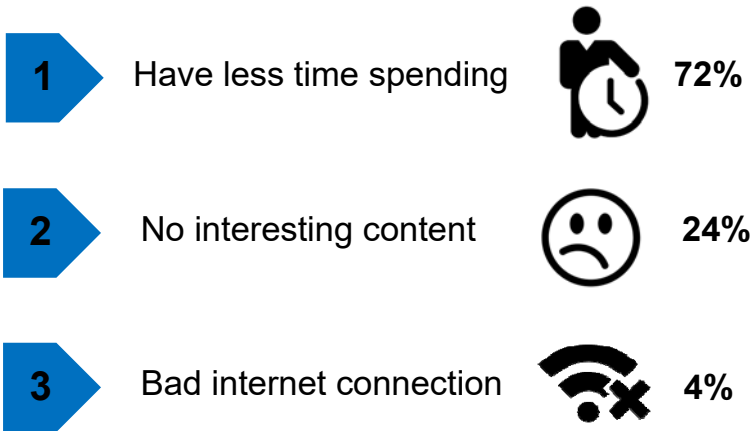 1 Have less time spending 72%
2 No interesting content 24%
3 Bad internet connection 4%